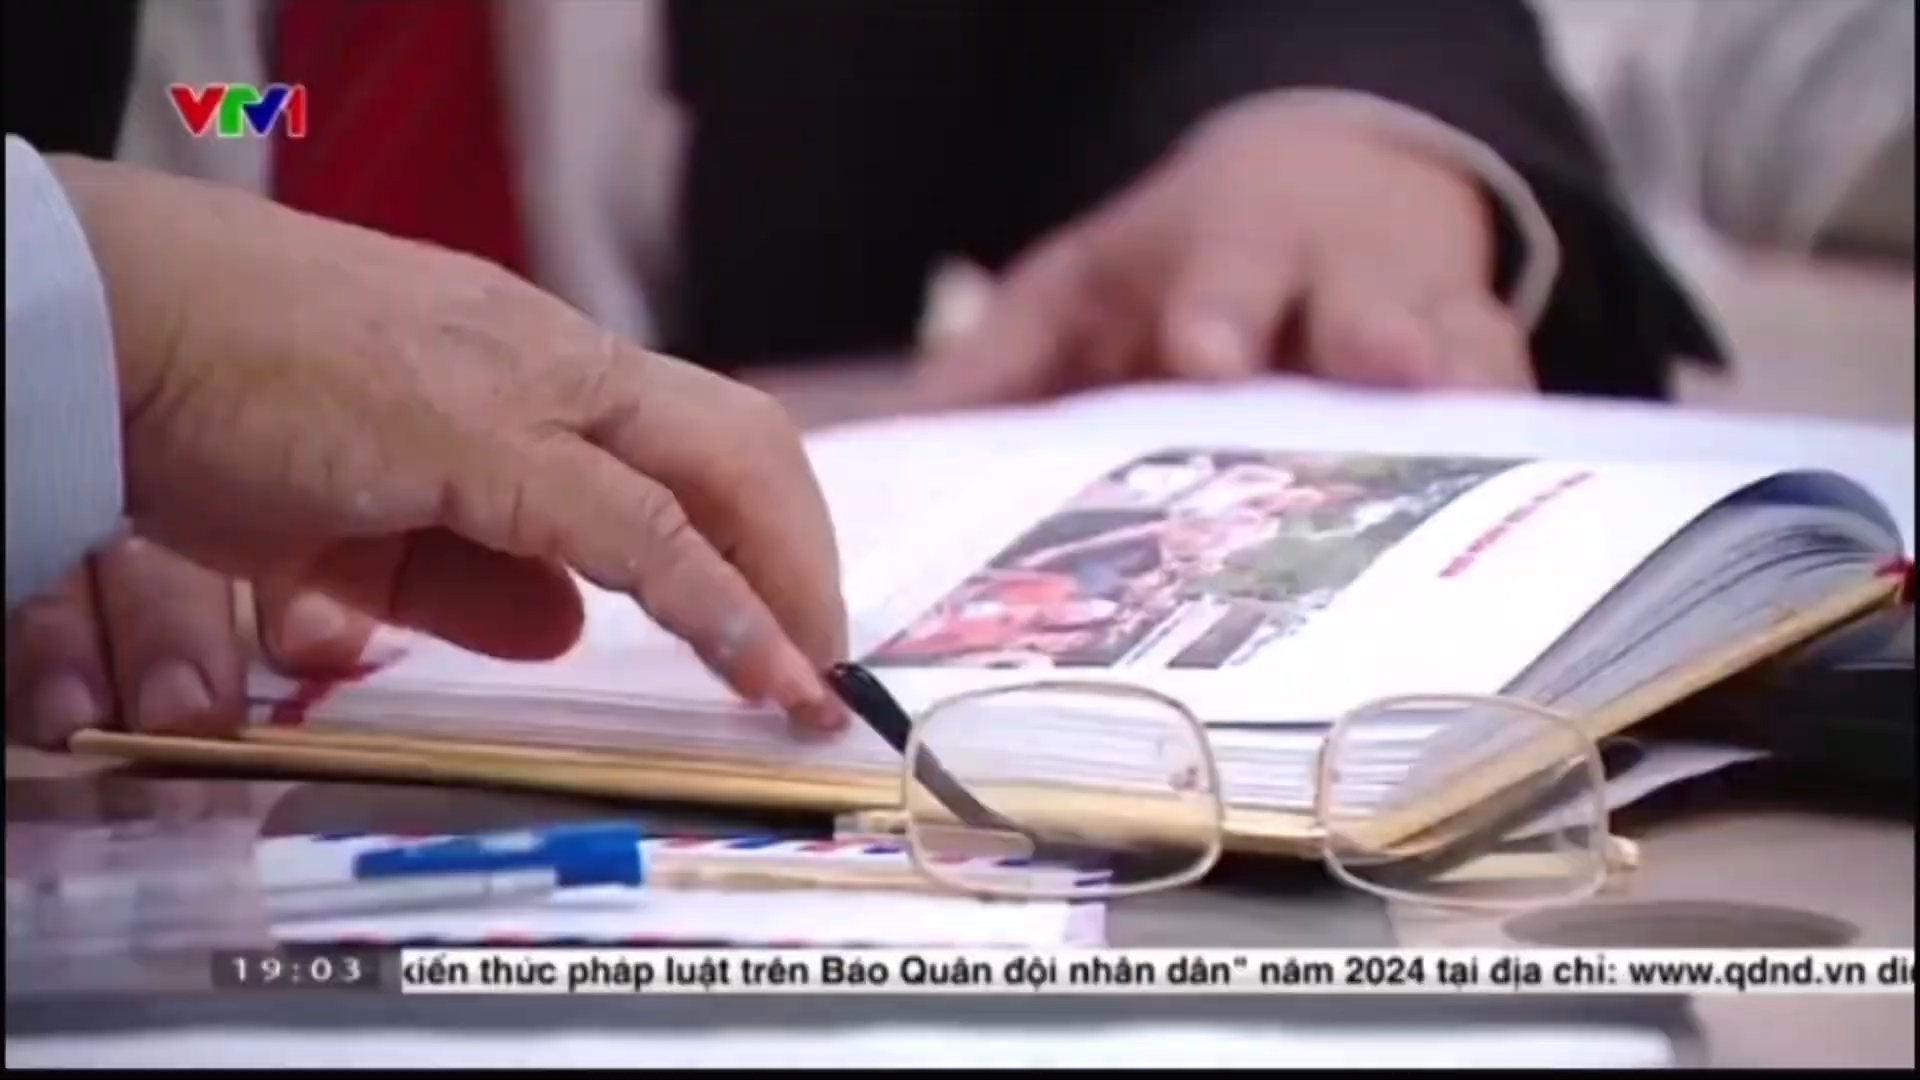 VTV1
19:03
kiến thức pháp luật trên Báo Quân đội nhân dân" năm 2024 tại địa chỉ: www.qdnd.vn